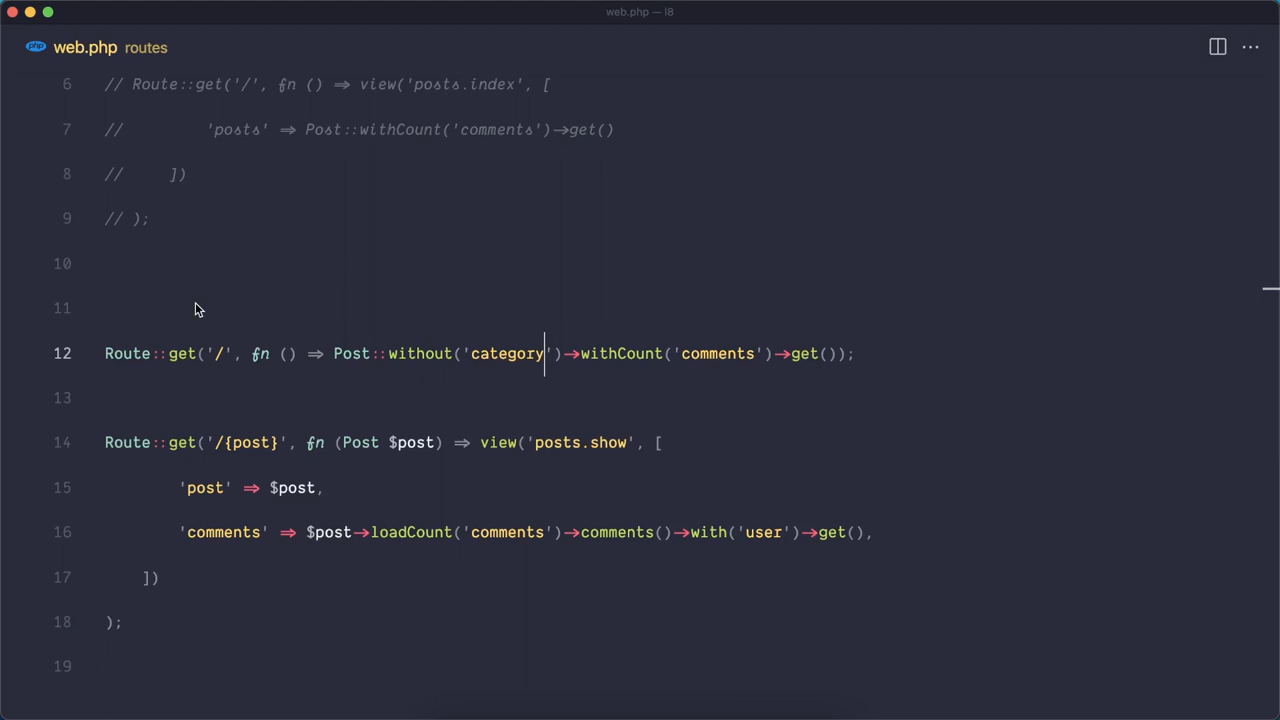 web.php — l8
php web.php routes
6 // Route::get('/', fn () => view('posts.index', [
7 // 'posts' => Post::withCount('comments')->get()
8 // ])
9 // );
10
11
12 Route::get('/', fn () => Post::without('category')->withCount('comments')->get());
13
14 Route::get('/{post}', fn (Post $post) => view('posts.show', [
15 'post' => $post,
16 'comments' => $post->loadCount('comments')->comments()->with('user')->get(),
17 ])
18 );
19